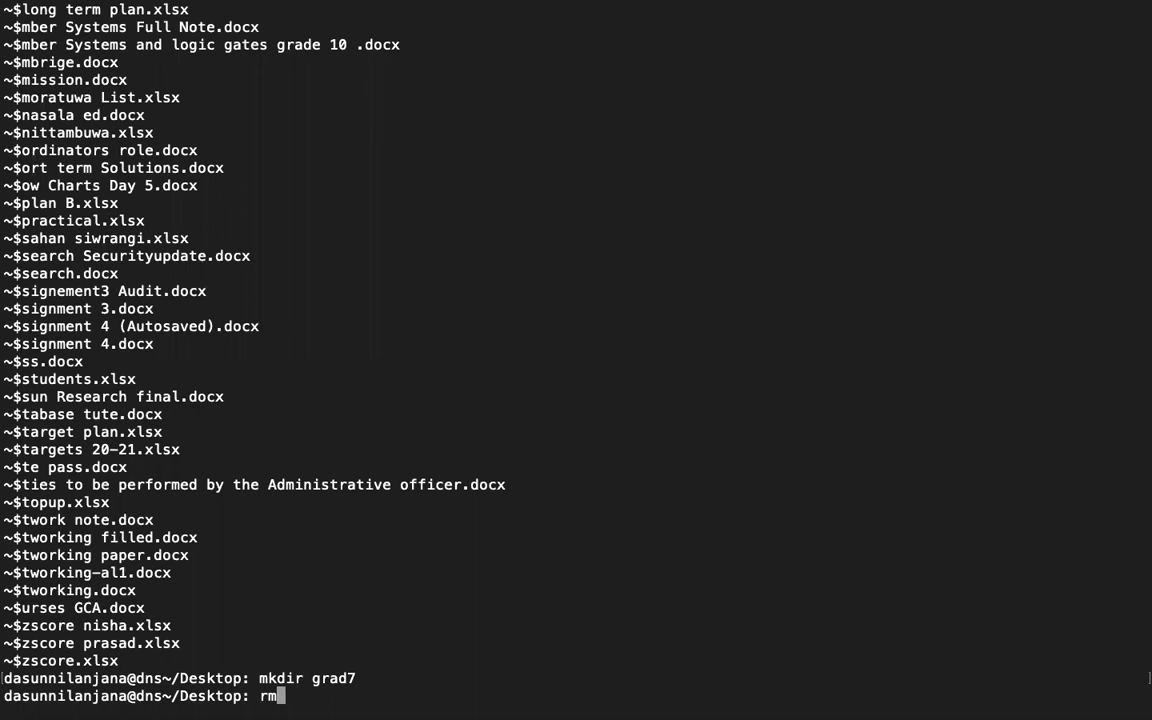 ~$long term plan.xlsx
~$mber Systems Full Note.docx
~$mber Systems and logic gates grade 10 .docx
~$mbrige.docx
~$mission.docx
~$moratuwa List.xlsx
~$nasala ed.docx
~$nittambuwa.xlsx
~$ordinators role.docx
~$ort term Solutions.docx
~$ow Charts Day 5.docx
~$plan B.xlsx
~$practical.xlsx
~$sahan siwrangi.xlsx
~$search Securityupdate.docx
~$search.docx
~$signement3 Audit.docx
~$signment 3.docx
~$signment 4 (Autosaved).docx
~$signment 4.docx
~$ss.docx
~$students.xlsx
~$sun Research final.docx
~$tabase tute.docx
~$target plan.xlsx
~$targets 20-21.xlsx
~$te pass.docx
~$ties to be performed by the Administrative officer.docx
~$topup.xlsx
~$twork note.docx
~$tworking filled.docx
~$tworking paper.docx
~$tworking-al1.docx
~$tworking.docx
~$urses GCA.docx
~$zscore nisha.xlsx
~$zscore prasad.xlsx
~$zscore.xlsx
dasunnilanjana@dns~/Desktop: mkdir grad7
dasunnilanjana@dns~/Desktop: rm